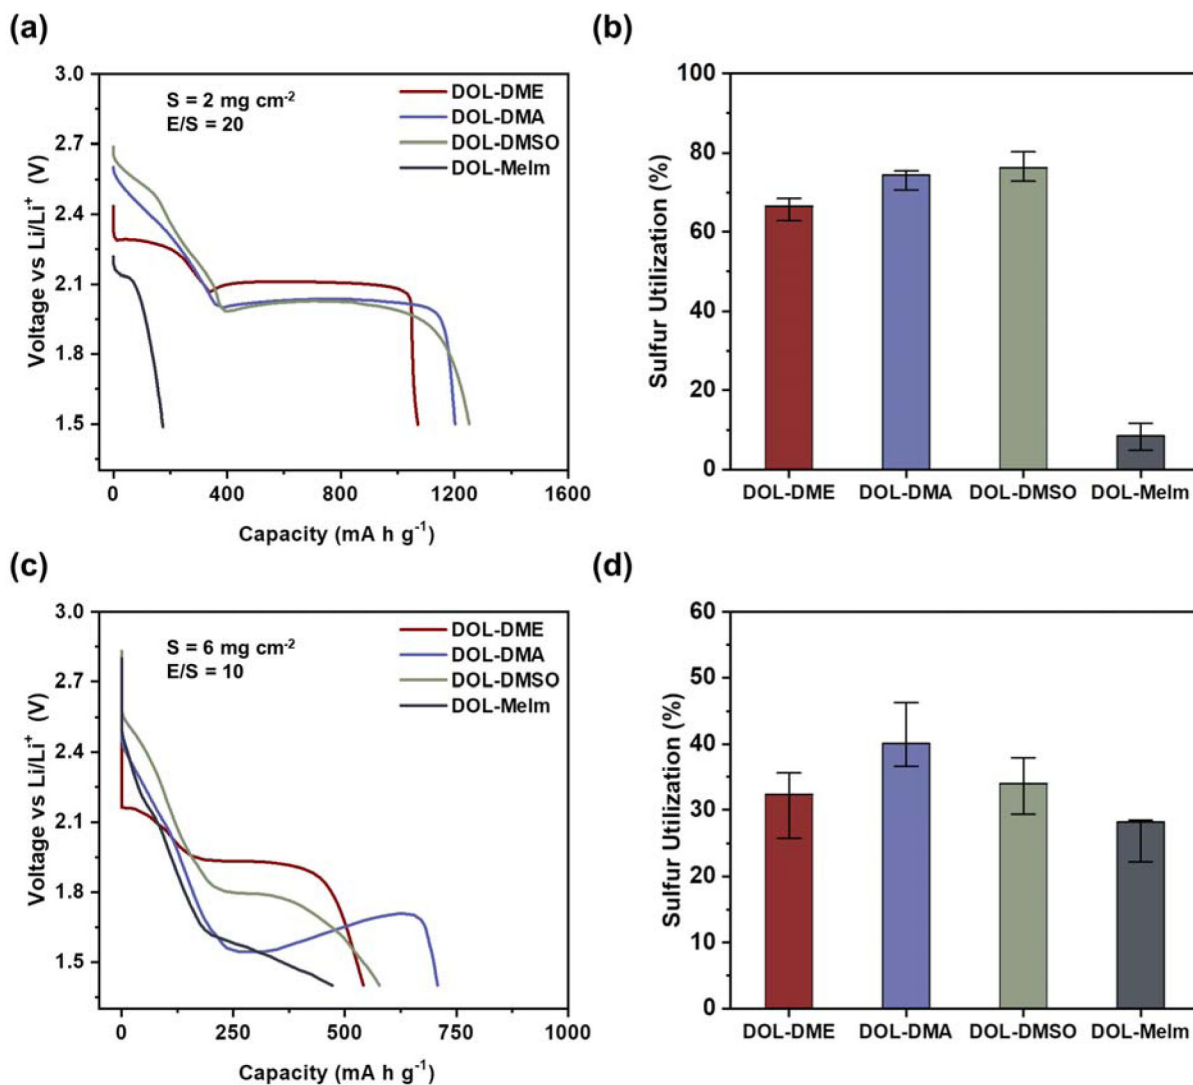 (a)
3.0
2.7
2.4
2.1
1.8
1.5
Voltage vs Li/Li⁺ (V)
S = 2 mg cm⁻²
E/S = 20
DOL-DME
DOL-DMA
DOL-DMSO
DOL-MeIm
0 400 800 1200 1600
Capacity (mA h g⁻¹)
(b)
100
80
60
40
20
0
Sulfur Utilization (%)
DOL-DME DOL-DMA DOL-DMSO DOL-MeIm
(c)
3.0
2.7
2.4
2.1
1.8
1.5
Voltage vs Li/Li⁺ (V)
S = 6 mg cm⁻²
E/S = 10
DOL-DME
DOL-DMA
DOL-DMSO
DOL-MeIm
0 250 500 750 1000
Capacity (mA h g⁻¹)
(d)
60
50
40
30
20
10
0
Sulfur Utilization (%)
DOL-DME DOL-DMA DOL-DMSO DOL-MeIm